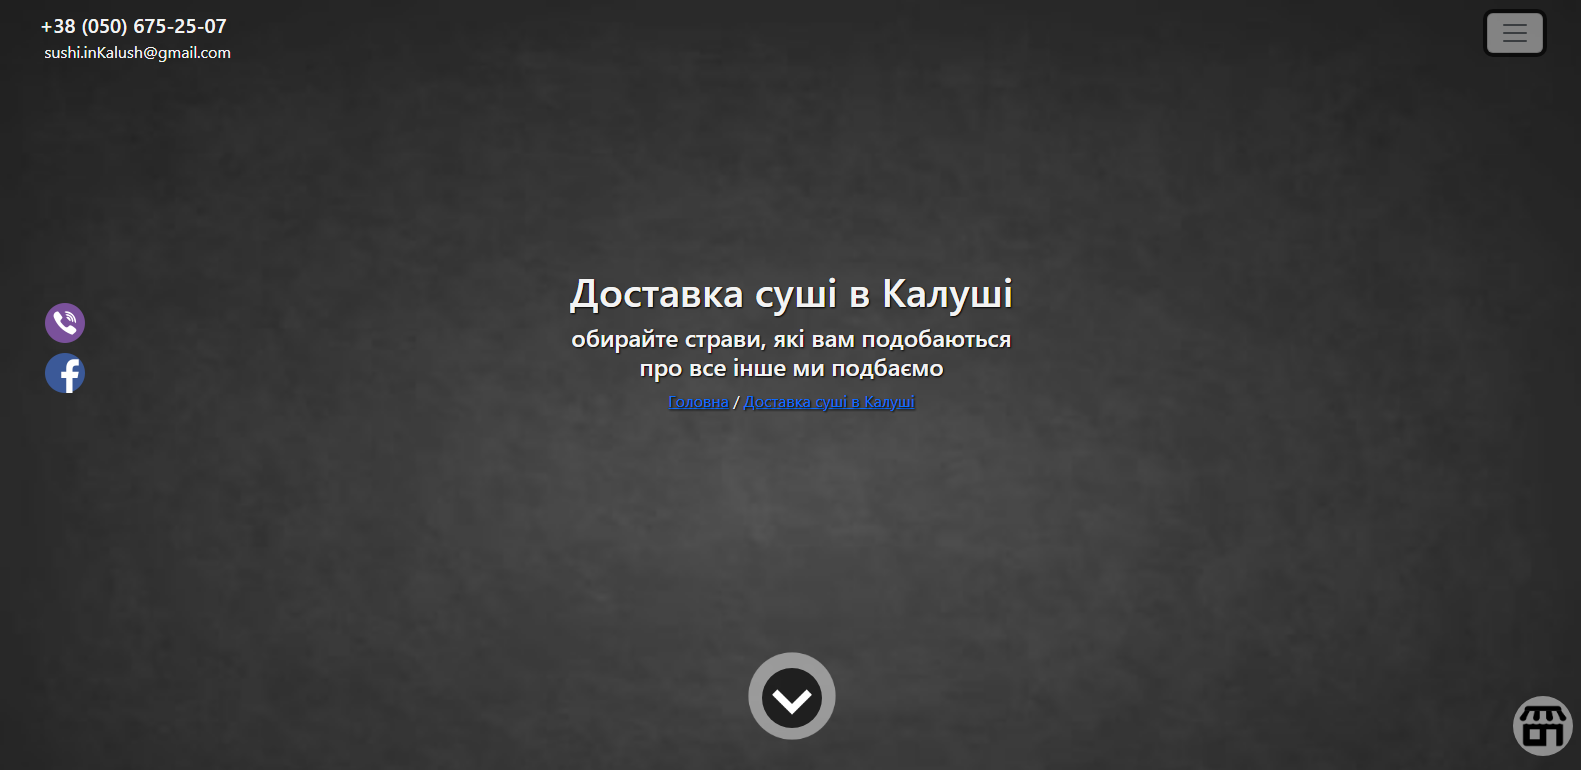 +38 (050) 675-25-07
sushi.inKalush@gmail.com
Доставка суші в Калуші
обирайте страви, які вам подобаються
про все інше ми подбаємо
Головна / Доставка суші в Калуші